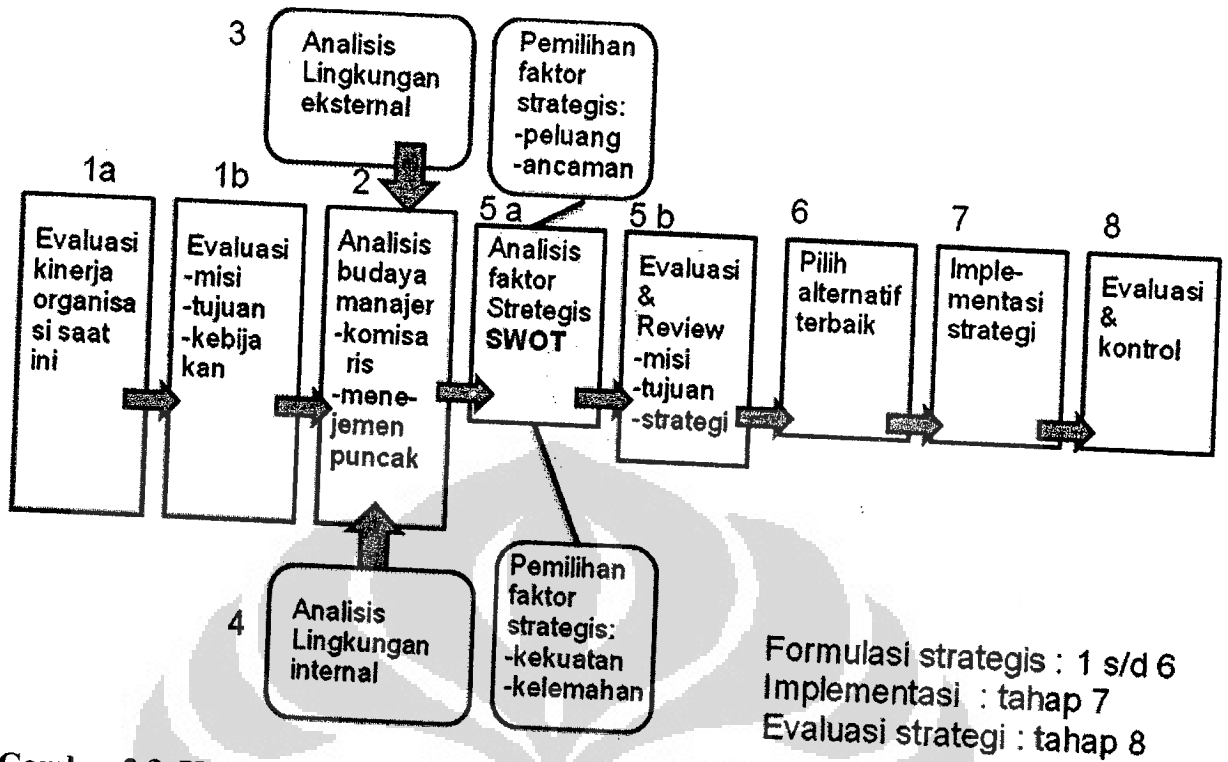 3
Analisis
Lingkungan
eksternal
Pemilihan
faktor
strategis:
-peluang
-ancaman
1a
Evaluasi
kinerja
organisa
si saat
ini
1b
Evaluasi
-misi
-tujuan
-kebija
kan
2
Analisis
budaya
manajer
-komisa
ris
-mene-
jemen
puncak
5 a
Analisis
faktor
Stretegis
SWOT
5 b
Evaluasi
&
Review
-misi
-tujuan
-strategi
6
Pilih
alternatif
terbaik
7
Imple-
mentasi
strategi
8
Evaluasi
&
kontrol
4
Analisis
Lingkungan
internal
Pemilihan
faktor
strategis:
-kekuatan
-kelemahan
Formulasi strategis : 1 s/d 6
Implementasi : tahap 7
Evaluasi strategi : tahap 8